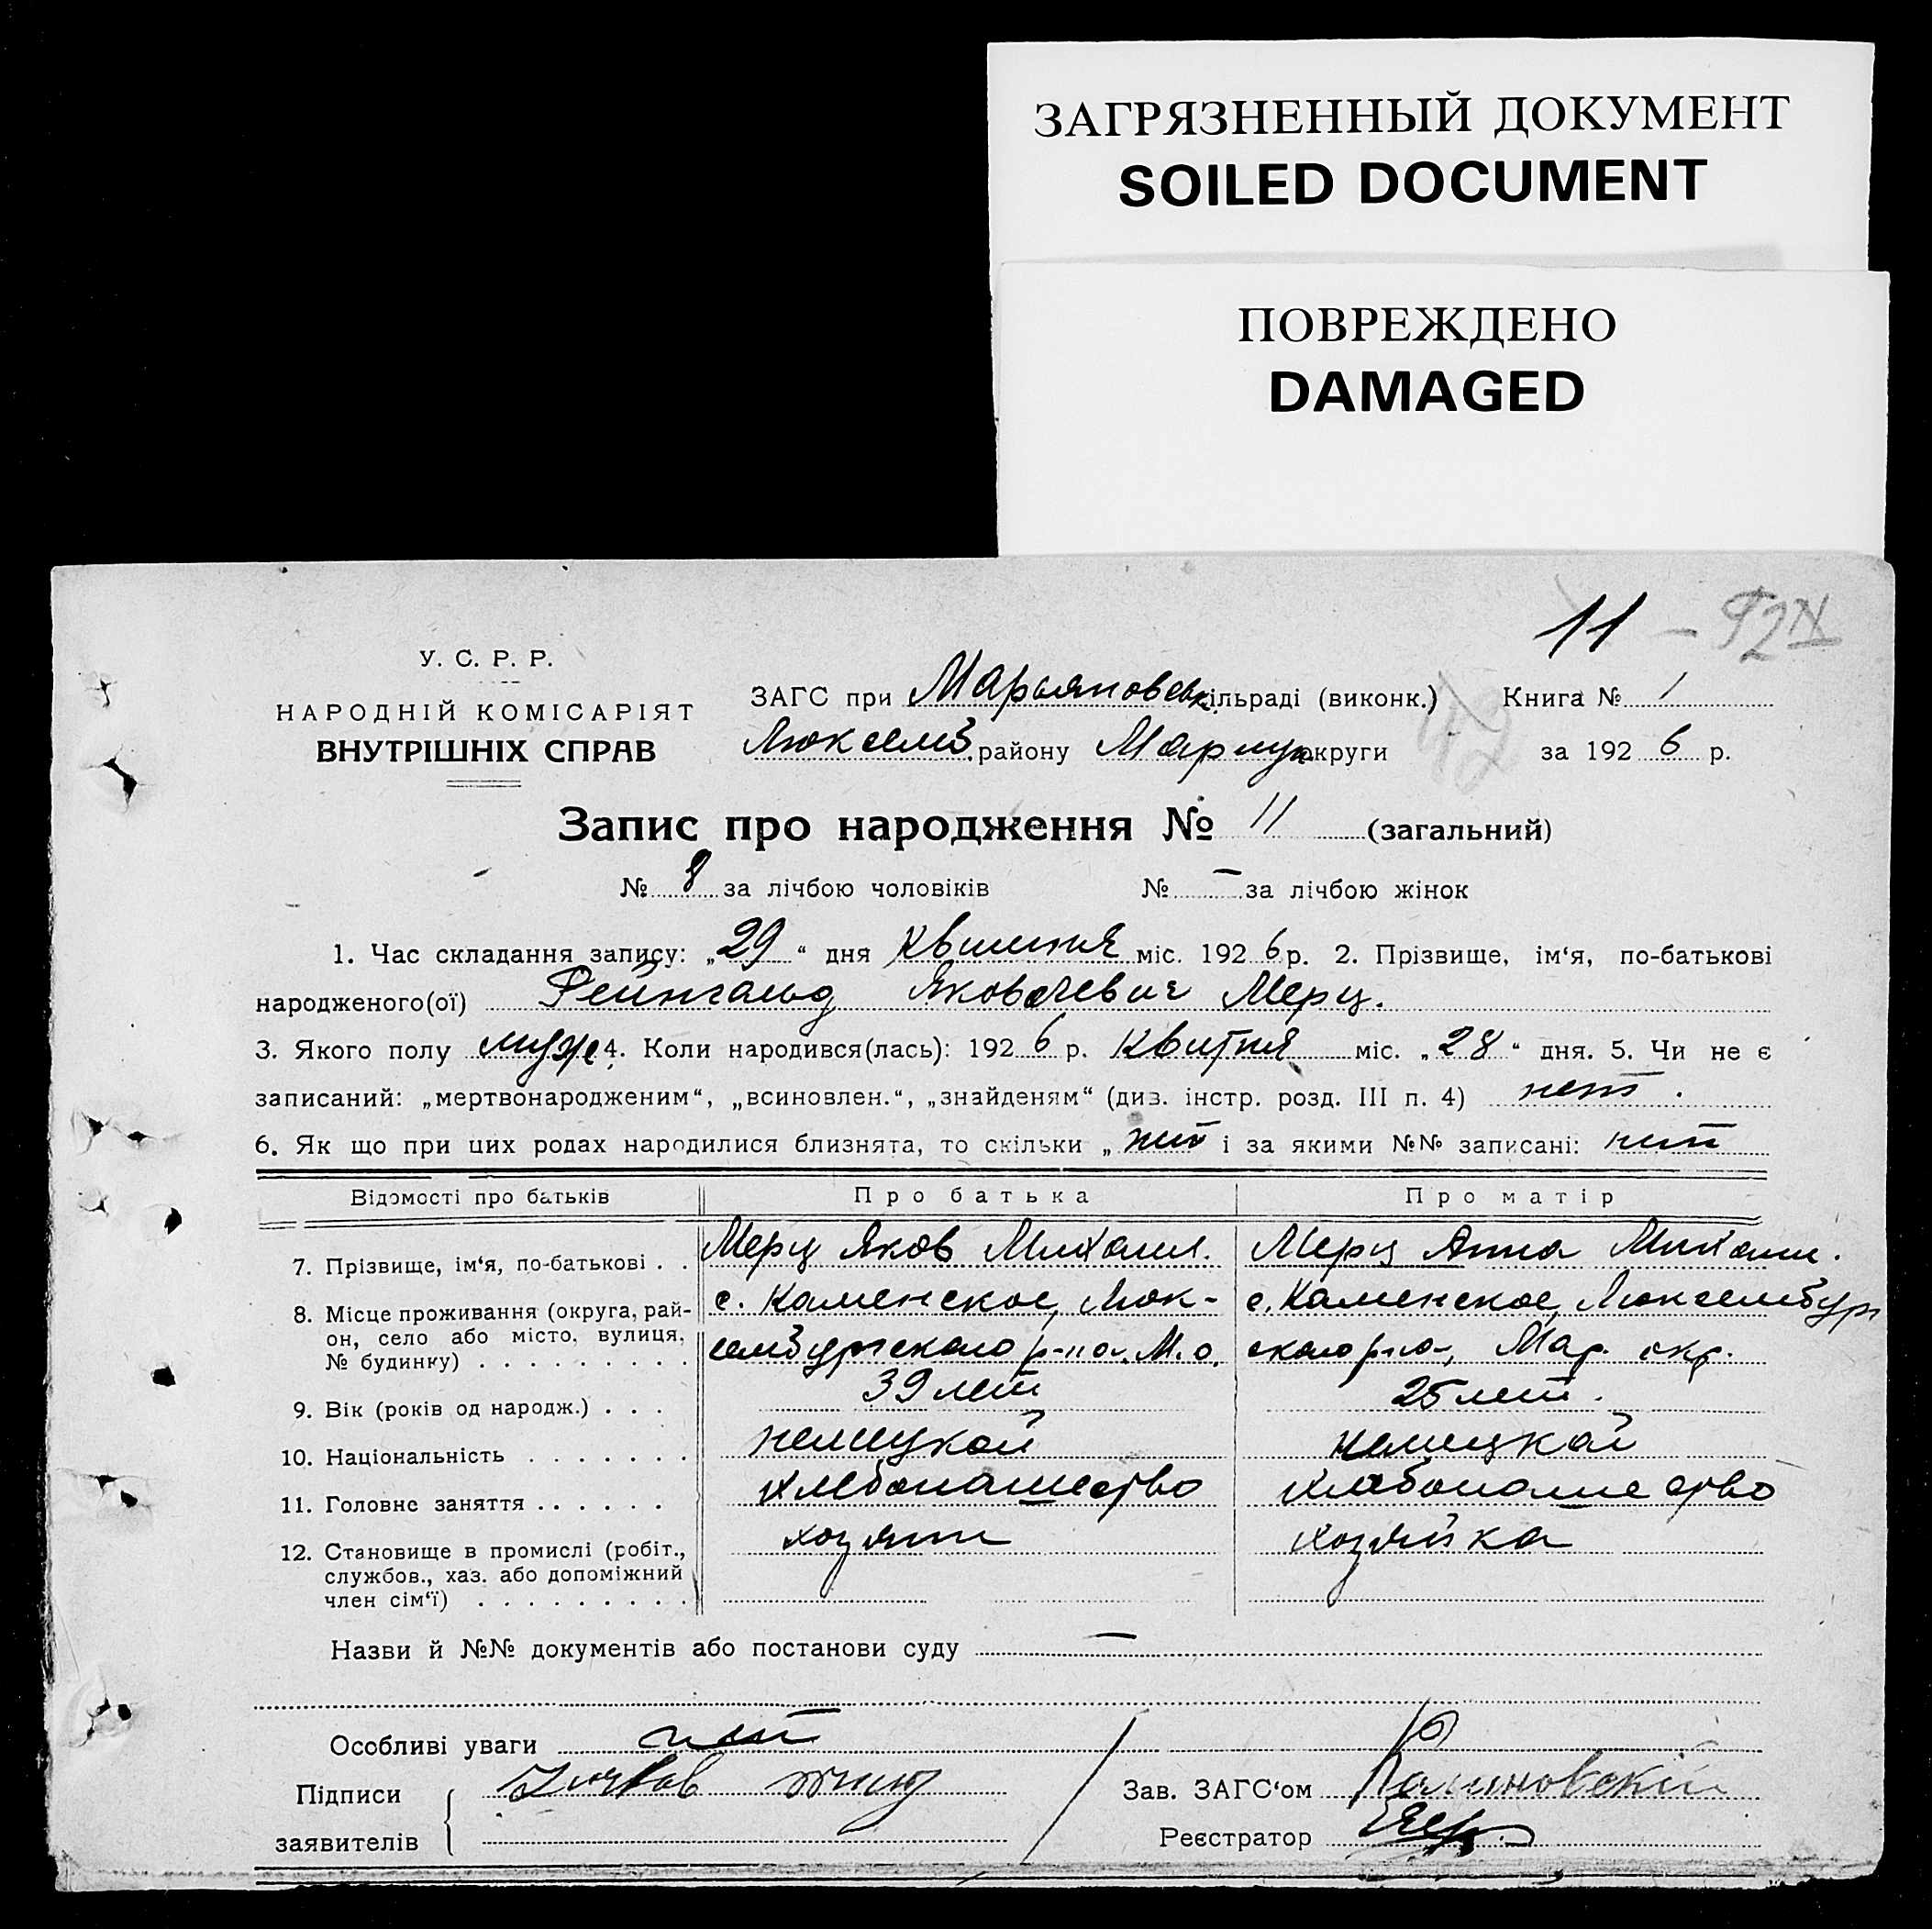 ЗАГРЯЗНЕННЫЙ ДОКУМЕНТ
SOILED DOCUMENT
ПОВРЕЖДЕНО
DAMAGED
11 –
У. С. Р. Р.
НАРОДНІЙ КОМІСАРІЯТ
ВНУТРІШНІХ СПРАВ
ЗАГС при Марьяновськ. сільраді (виконк.) Книга № 1
Люксемб. району Мариуп. округи за 1926 р.
Запис про народження № 11 (загальний)
№ 8 за лічбою чоловіків № – за лічбою жінок
1. Час складання запису: „29“ дня Квитня міс. 1926 р. 2. Прізвище, ім‘я, по-батькові
народженого(ої) Рейнгольд Яковлевич Мерц.
3. Якого полу муж. 4. Коли народився(лась): 1926 р. Квитня міс. „28“ дня. 5. Чи не є
записаний: „мертвонародженим“, „всиновлен.“, „знайденям“ (див. інстр. розд. III п. 4) нет.
6. Як що при цих родах народилися близнята, то скільки „нет і за якими №№ записані: нет
Відомості про батьків Про батька Про матір
7. Прізвище, ім‘я, по-батькові . . Мерц Яков Михаил. Мерц Анна Михаил.
8. Місце проживання (округа, рай- с. Каменское, Люк- с. Каменское, Люксембург
он, село або місто, вулиця, сембургского р-на. М. о. ского р-на, Мар. окр.
№ будинку) . . . . . . . . .
9. Вік (років од народж.) . . . 39 лет 25 лет.
10. Національність . . . . . . . немецкой немецкой
11. Головне заняття . . . . . . хлебопашество хлебопашество
12. Становище в промислі (робіт., хозяин хозяйка
службов., хаз. або допоміжний
член сім‘ї) . . . . . . . . .
Назви й №№ документів або постанови суду –
Особливі уваги нет
Підписи
заявителів
Зав. ЗАГС‘ом
Реєстратор